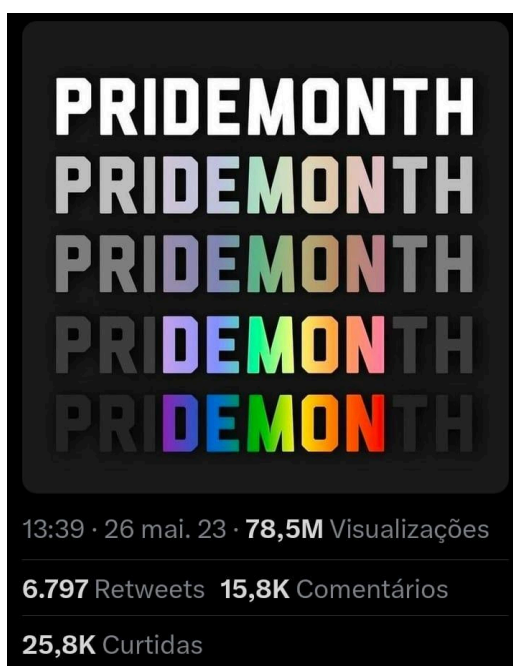 PRIDEMONTH
PRIDEMONTH
PRIDEMONTH
PRIDEMONTH
PRIDEMONTH
13:39 · 26 mai. 23 · 78,5M Visualizações
6.797 Retweets 15,8K Comentários
25,8K Curtidas